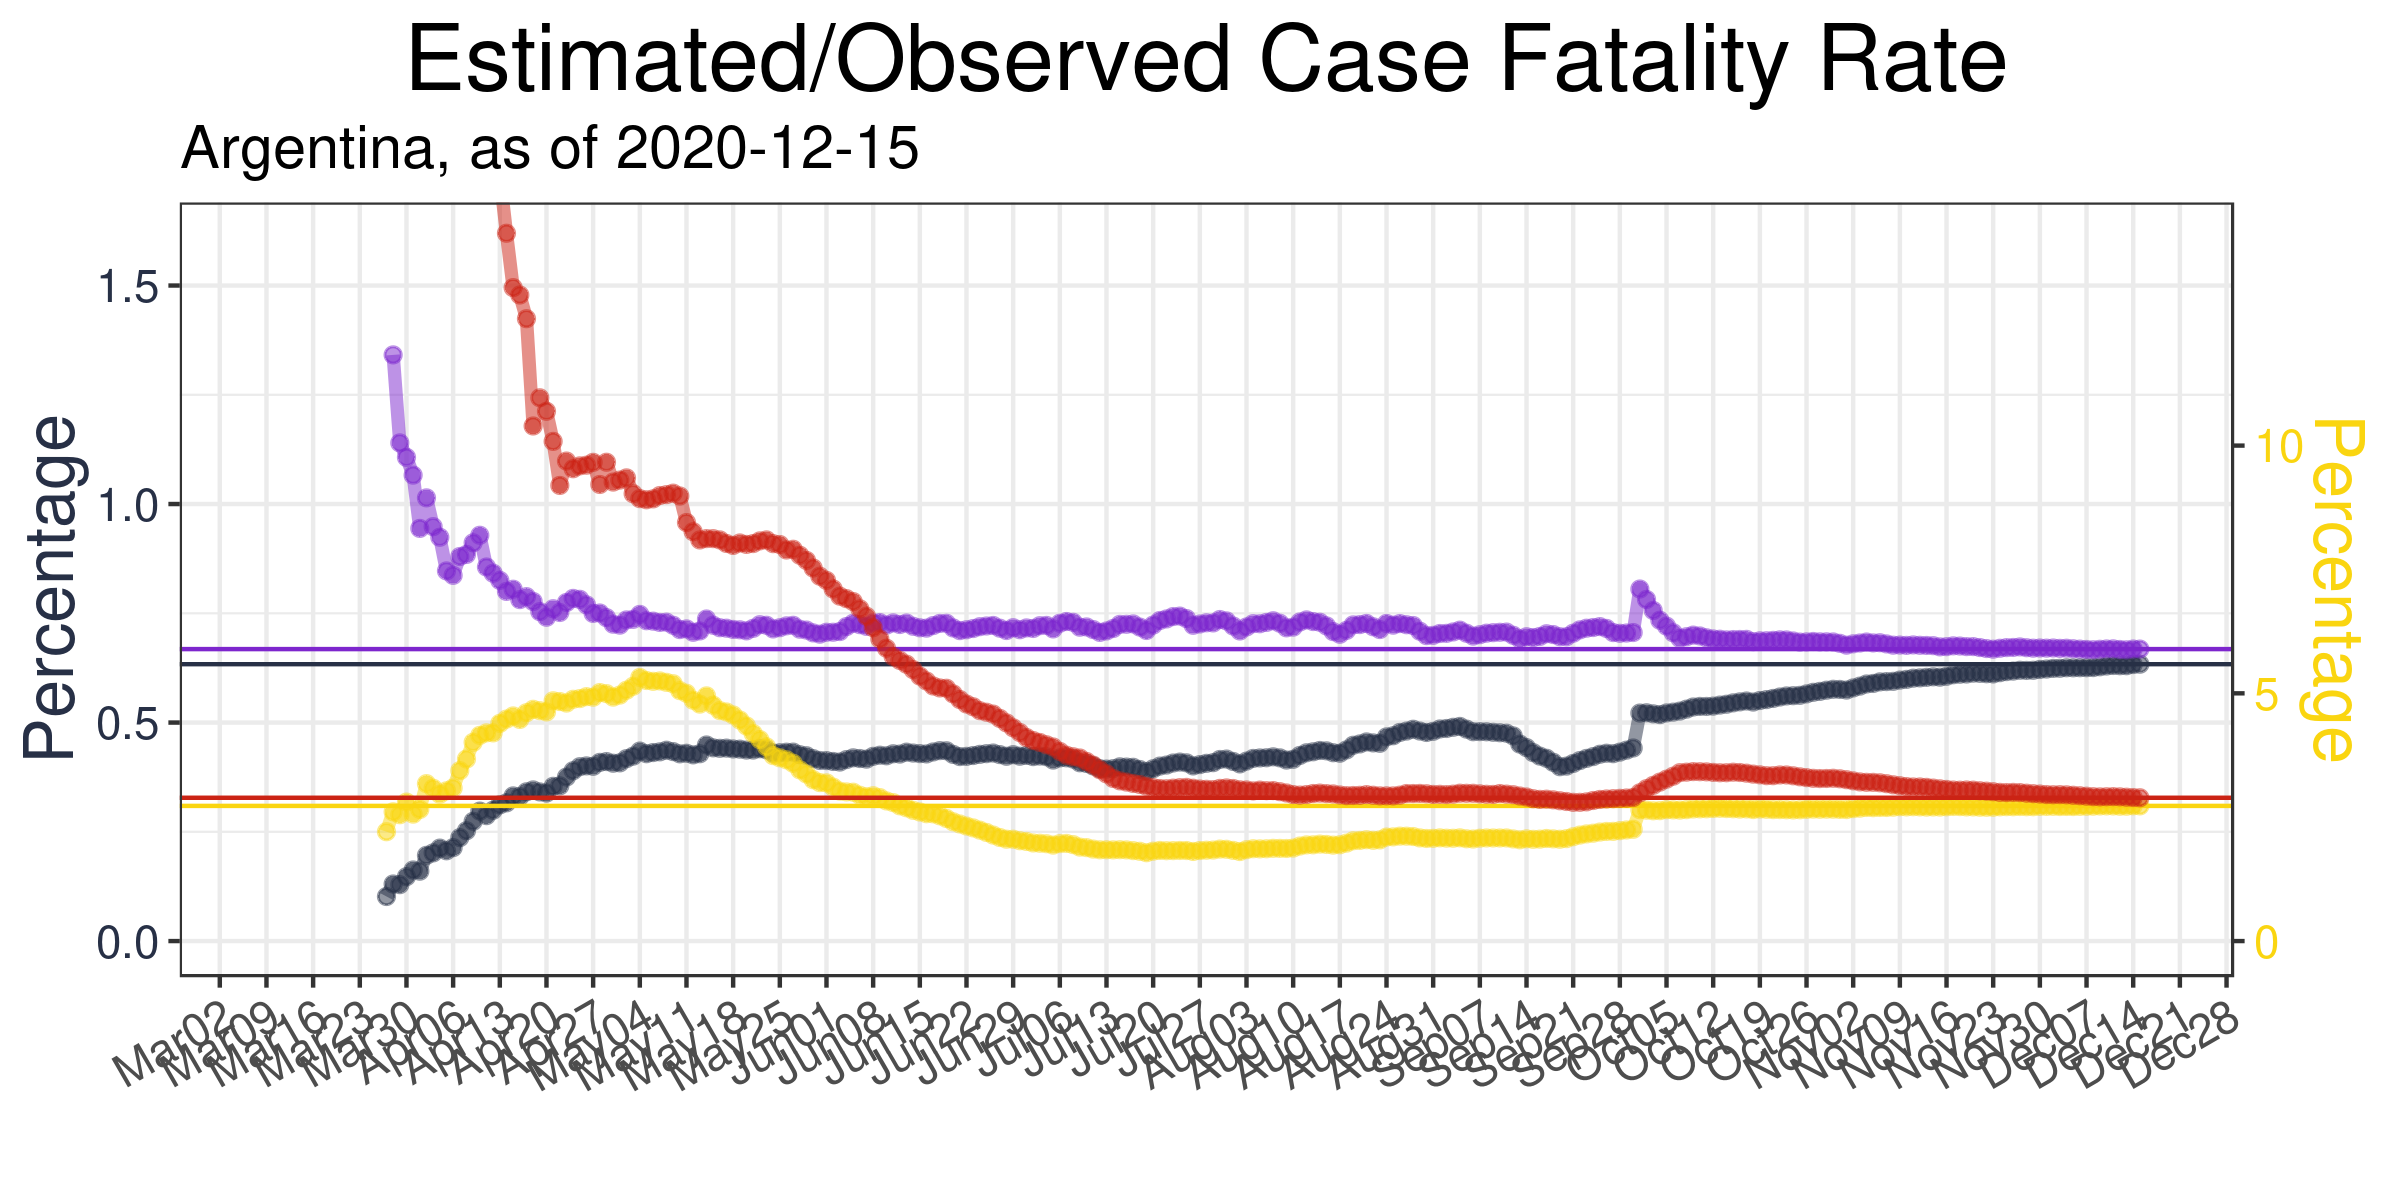 Estimated/Observed Case Fatality Rate
Argentina, as of 2020-12-15
Percentage
1.5
1.0
0.5
0.0
10
5
0
Percentage
Mar02
Mar09
Mar16
Mar23
Mar30
Apr06
Apr13
Apr20
Apr27
May04
May11
May18
May25
Jun01
Jun08
Jun15
Jun22
Jun29
Jul06
Jul13
Jul20
Jul27
Aug03
Aug10
Aug17
Aug24
Aug31
Sep07
Sep14
Sep21
Sep28
Oct05
Oct12
Oct19
Oct26
Nov02
Nov09
Nov16
Nov23
Nov30
Dec07
Dec14
Dec21
Dec28